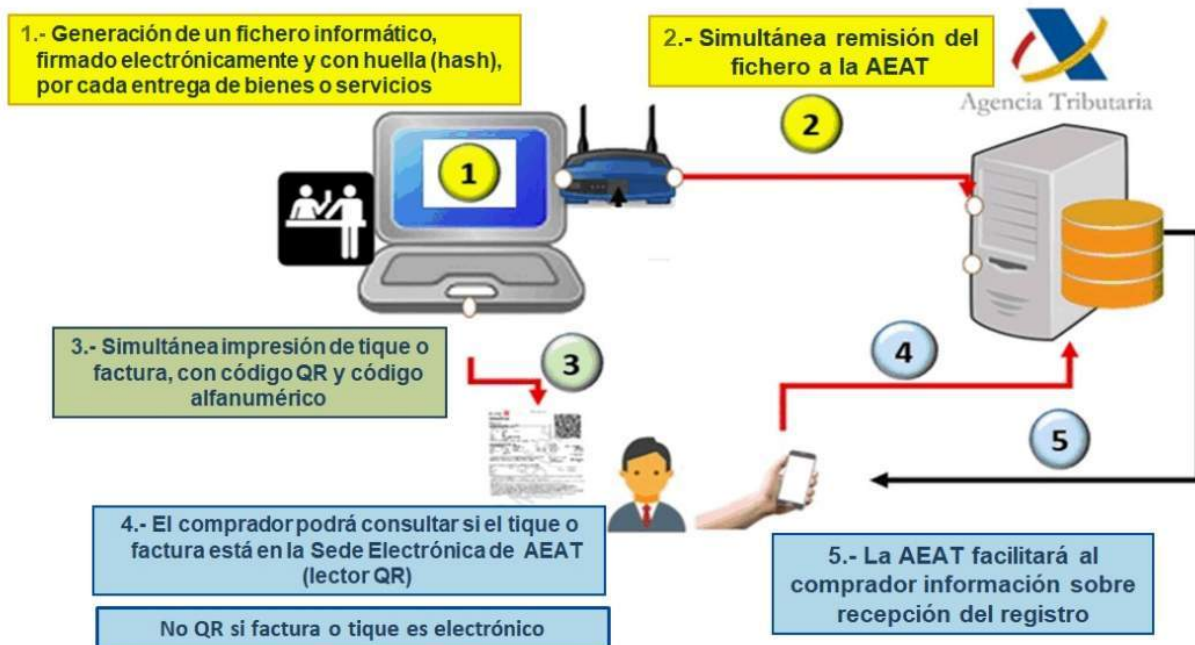 1.- Generación de un fichero informático,
firmado electrónicamente y con huella (hash),
por cada entrega de bienes o servicios
2.- Simultánea remisión del
fichero a la AEAT
Agencia Tributaria
2
1
3.- Simultánea impresión de tique o
factura, con código QR y código
alfanumérico
3
4
5
4.- El comprador podrá consultar si el tique o
factura está en la Sede Electrónica de AEAT
(lector QR)
No QR si factura o tique es electrónico
5.- La AEAT facilitará al
comprador información sobre
recepción del registro